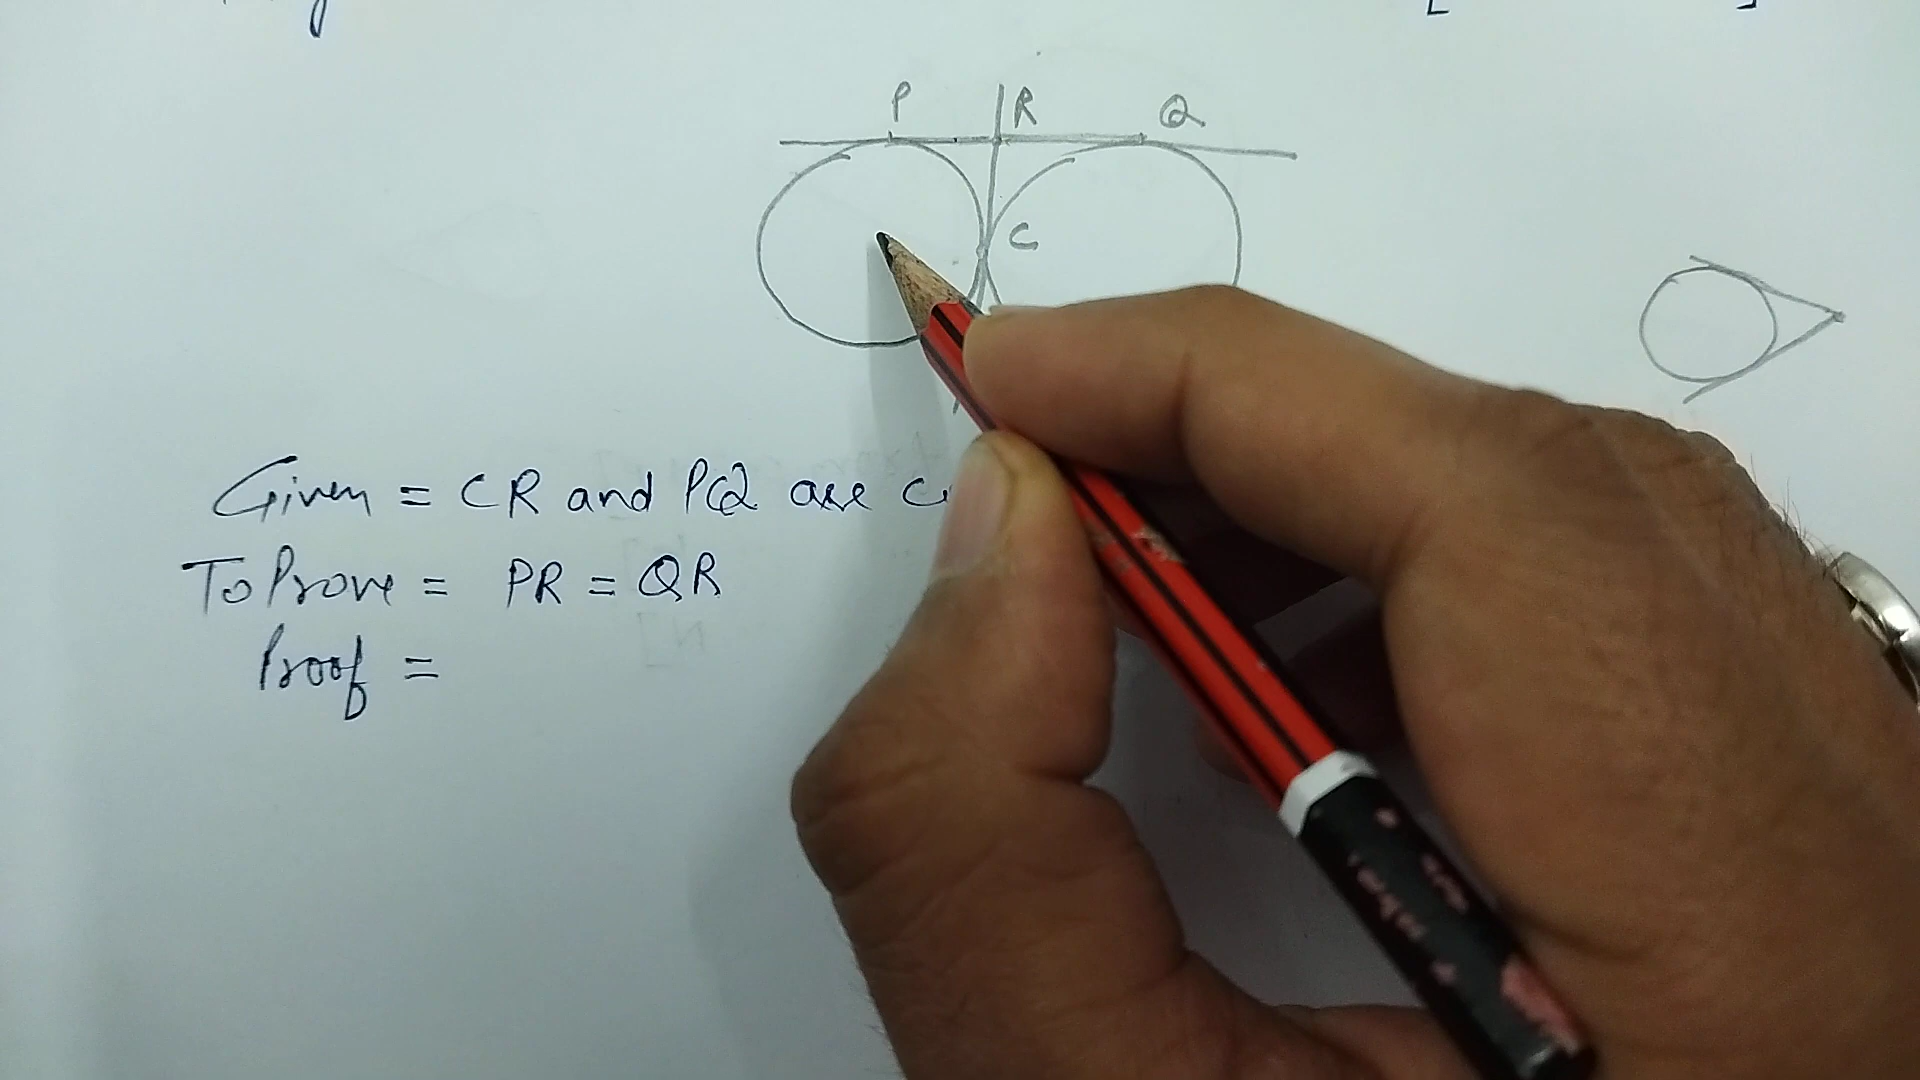 P R Q
C
Given = CR and PQ are
To Prove = PR = QR
Proof =